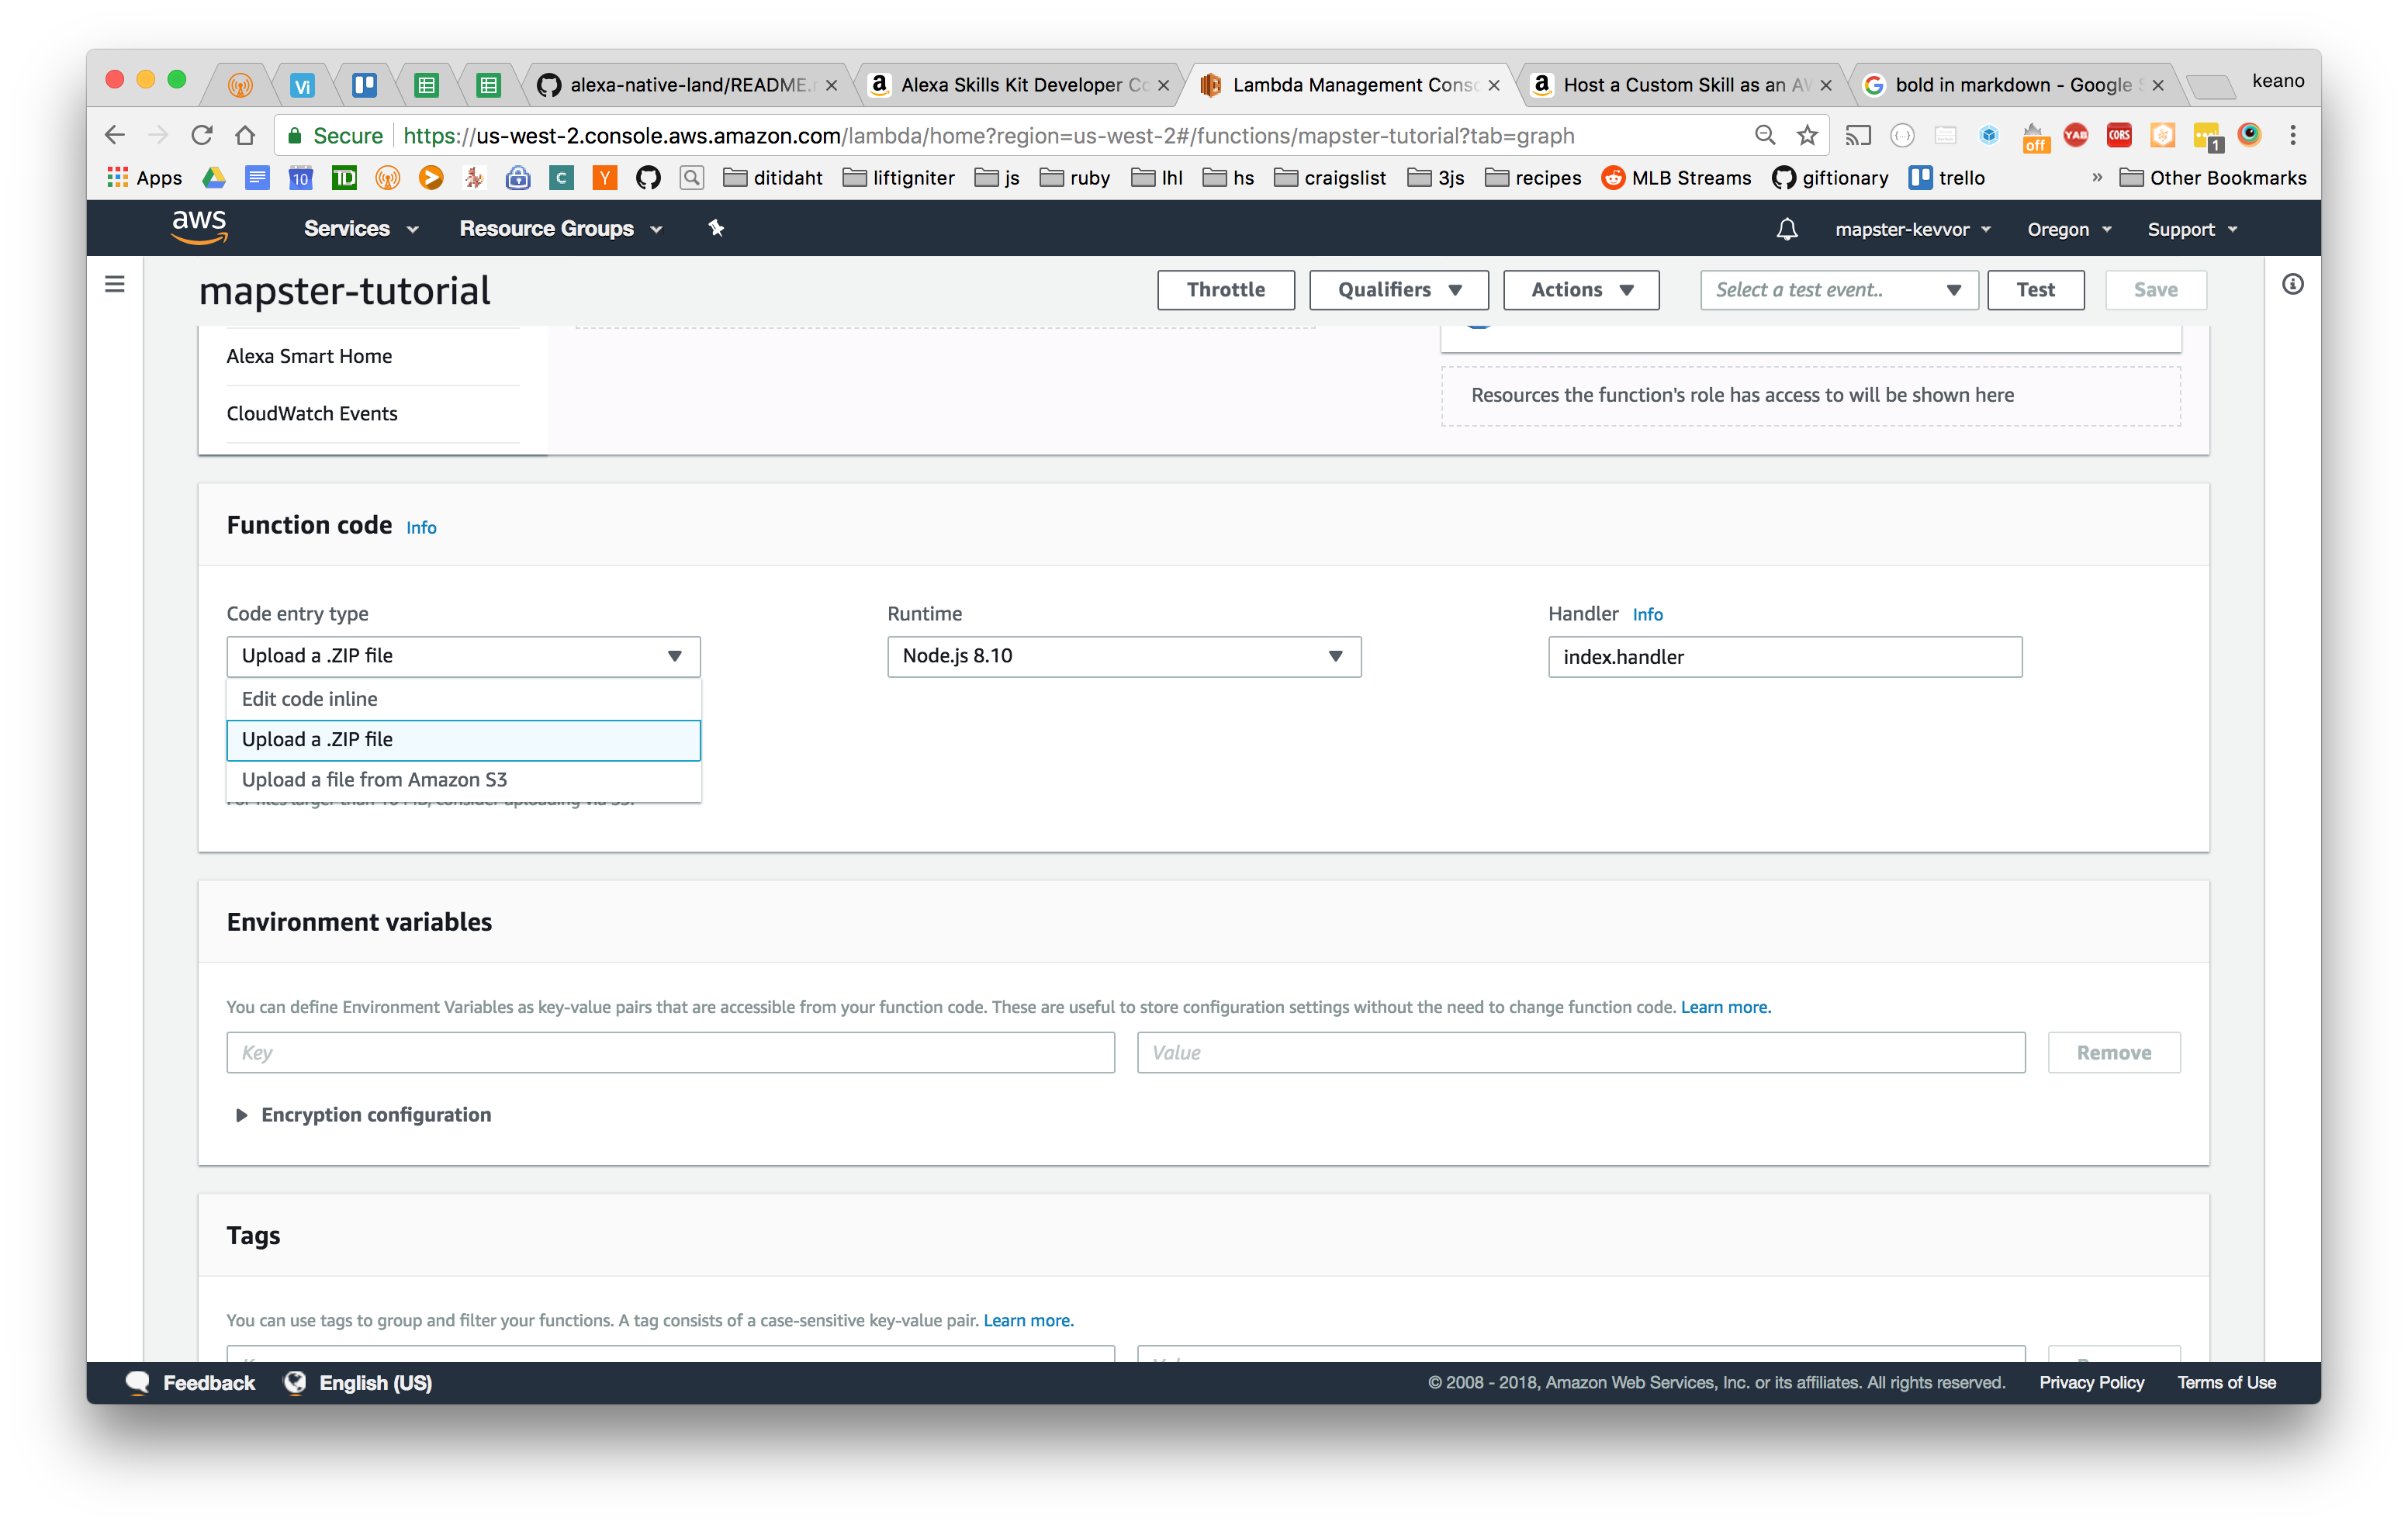 alexa-native-land/README.r
Alexa Skills Kit Developer Co
Lambda Management Consc
Host a Custom Skill as an AV
bold in markdown - Google S
keano
Secure https://us-west-2.console.aws.amazon.com/lambda/home?region=us-west-2#/functions/mapster-tutorial?tab=graph
off YAB CORS 1
Apps 10 TD C Y ditidaht liftigniter js ruby lhl hs craigslist 3js recipes MLB Streams giftionary trello » Other Bookmarks
aws Services Resource Groups mapster-kevvor Oregon Support
mapster-tutorial Throttle Qualifiers Actions Select a test event.. Test Save
Alexa Smart Home
CloudWatch Events
Resources the function's role has access to will be shown here
Function code Info
Code entry type Runtime Handler Info
Upload a .ZIP file Node.js 8.10 index.handler
Edit code inline
Upload a .ZIP file
Upload a file from Amazon S3
Environment variables
You can define Environment Variables as key-value pairs that are accessible from your function code. These are useful to store configuration settings without the need to change function code. Learn more.
Key Value Remove
Encryption configuration
Tags
You can use tags to group and filter your functions. A tag consists of a case-sensitive key-value pair. Learn more.
Feedback English (US) © 2008 - 2018, Amazon Web Services, Inc. or its affiliates. All rights reserved. Privacy Policy Terms of Use